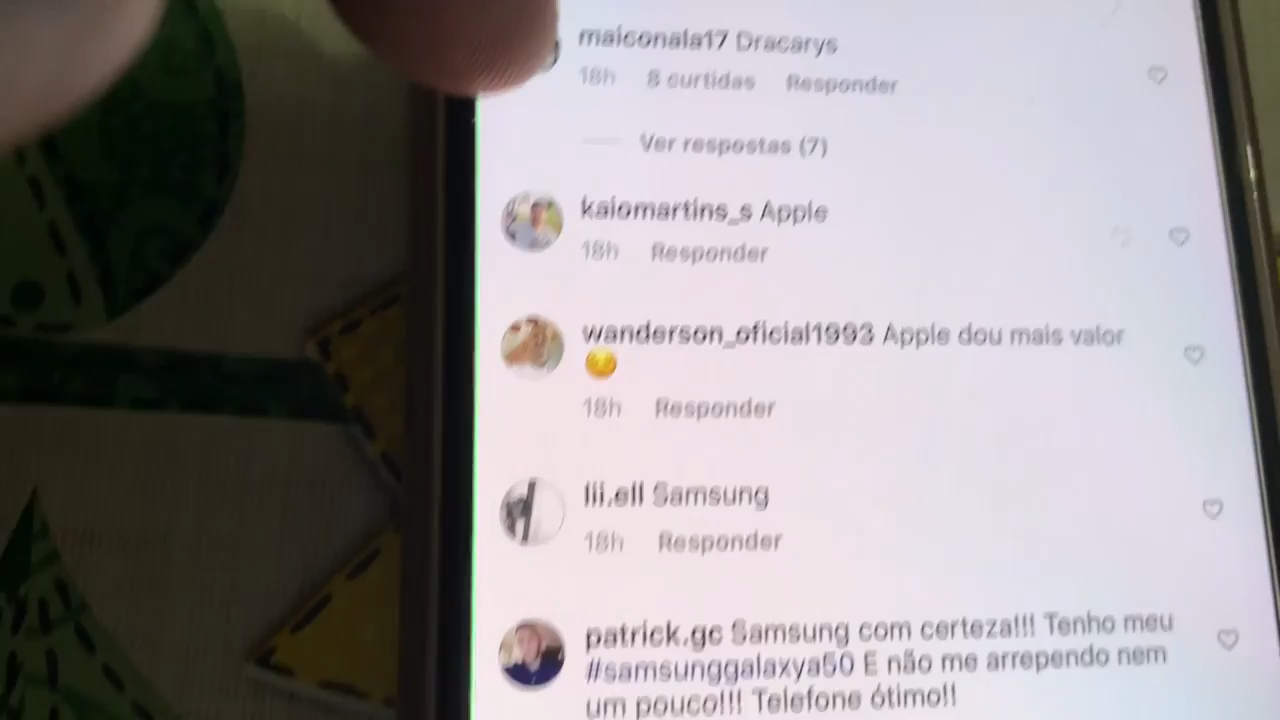 maiconala17 Dracarys
18h 8 curtidas Responder
Ver respostas (7)
kaiomartins_s Apple
18h Responder
wanderson_oficial1993 Apple dou mais valor
😊
18h Responder
lii.ell Samsung
18h Responder
patrick.gc Samsung com certeza!!! Tenho meu
#samsunggalaxya50 E não me arrependo nem
um pouco!!! Telefone ótimo!!